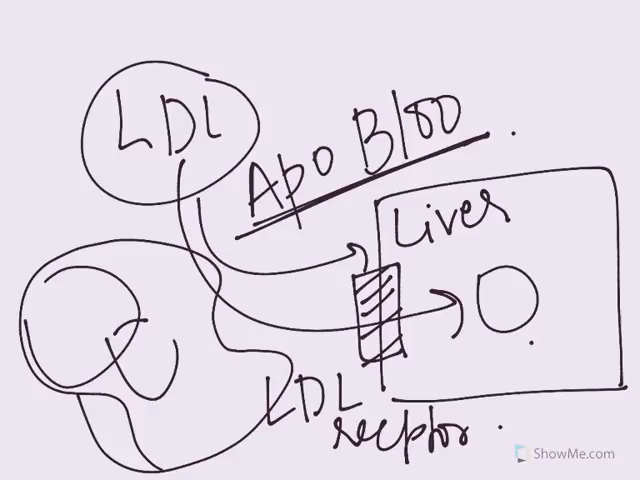 LDL
Apo B100
Liver
LDL
receptor
ShowMe.com